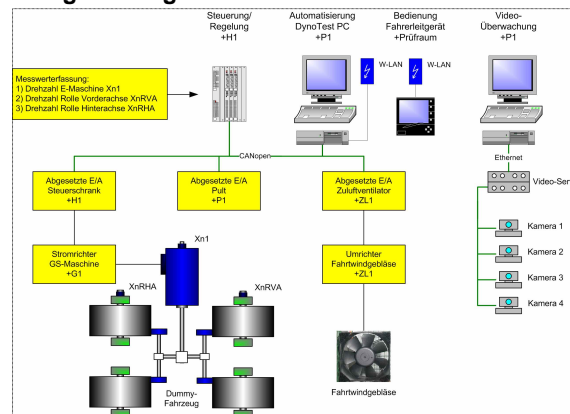 Steuerung/
Regelung
+H1
Automatisierung
DynoTest PC
+P1
Bedienung
Fahrerleitgerät
+Prüfraum
Video-
Überwachung
+P1
W-LAN
W-LAN
Messwerterfassung:
1) Drehzahl E-Maschine Xn1
2) Drehzahl Rolle Vorderachse XnRVA
3) Drehzahl Rolle Hinterachse XnRHA
CANopen
Ethernet
Abgesetzte E/A
Steuerschrank
+H1
Abgesetzte E/A
Pult
+P1
Abgesetzte E/A
Zuluftventilator
+ZL1
Video-Ser
Kamera 1
Kamera 2
Kamera 3
Kamera 4
Stromrichter
GS-Maschine
+G1
Xn1
Umrichter
Fahrtwindgebläse
+ZL1
XnRHA
XnRVA
Dummy-
Fahrzeug
Fahrtwindgebläse